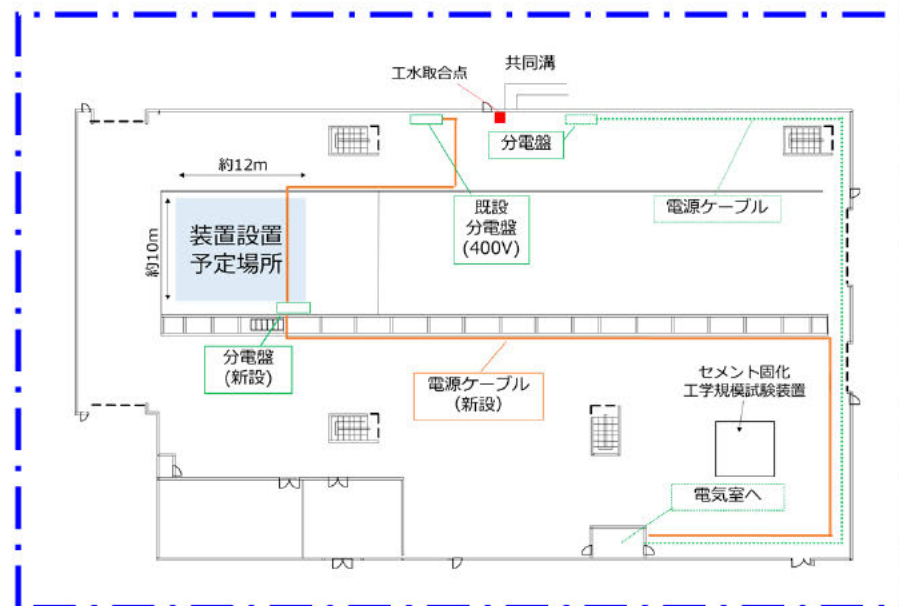 共同溝
工水取合点
分電盤
約12m
既設
分電盤
(400V)
電源ケーブル
約10m
装置設置
予定場所
分電盤
(新設)
電源ケーブル
(新設)
セメント固化
工学規模試験装置
電気室へ